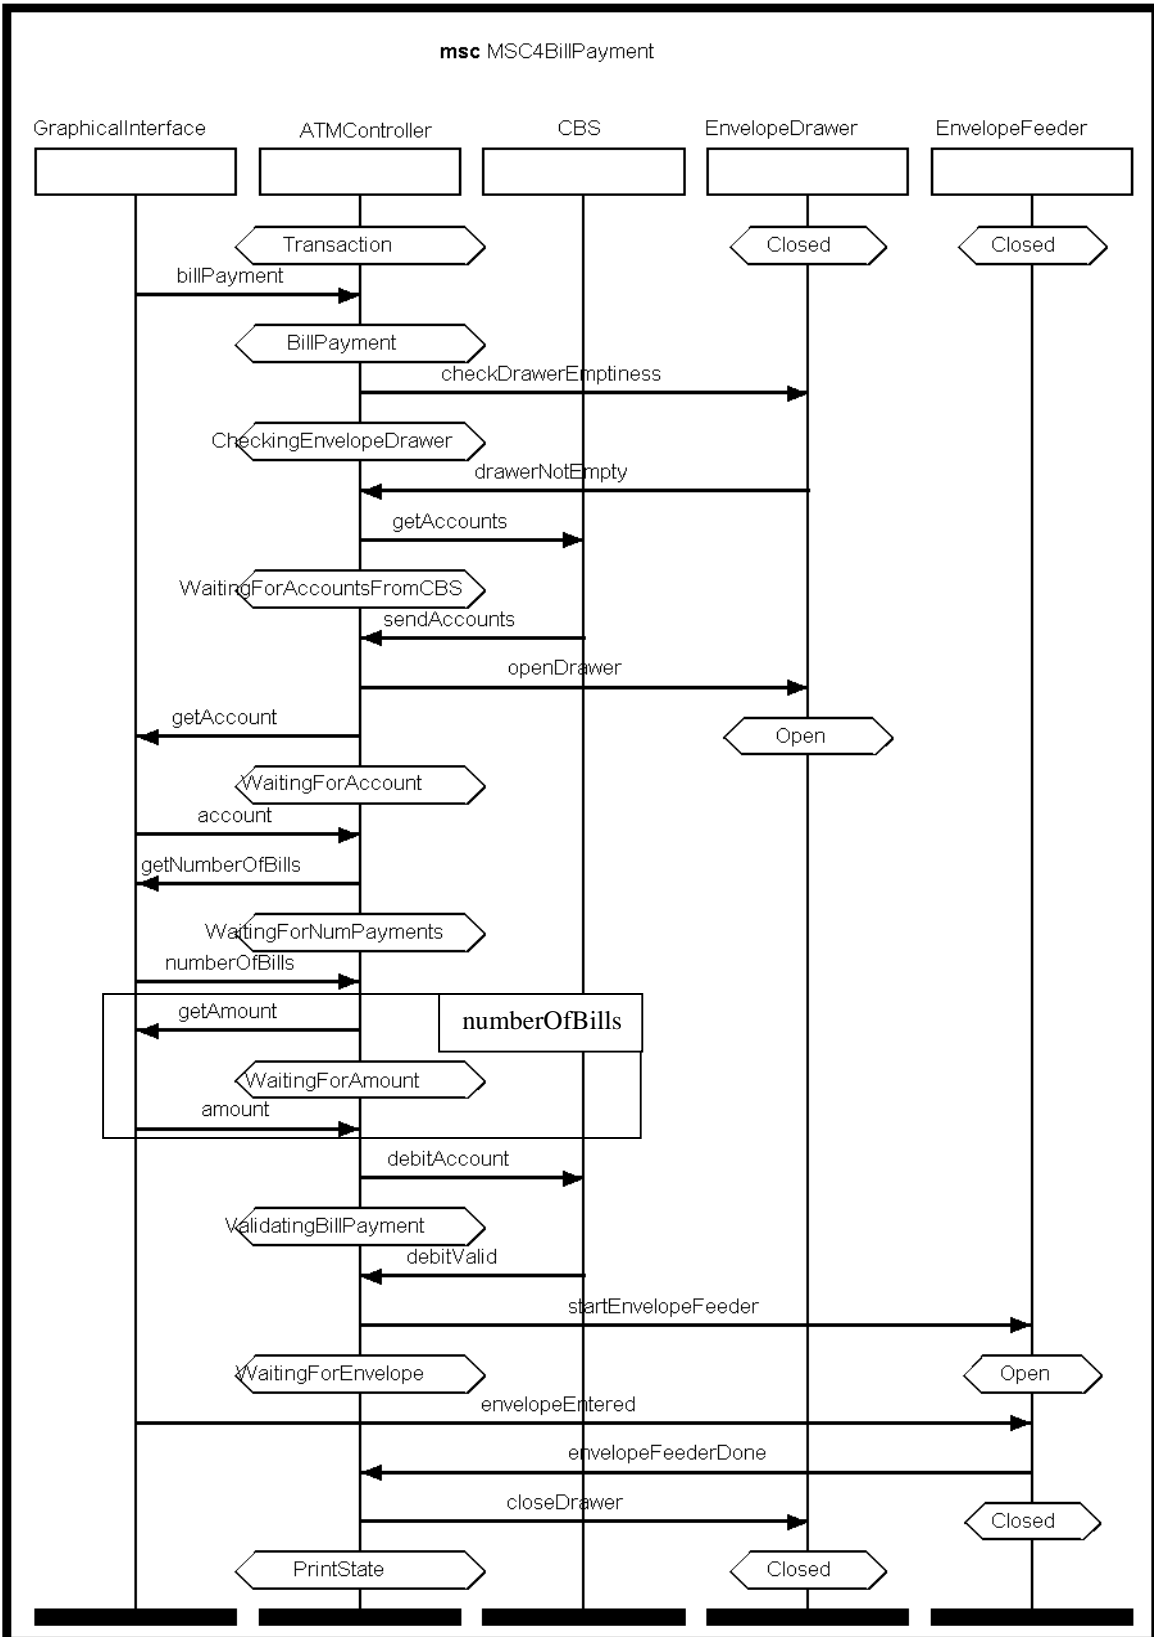 msc MSC4BillPayment
GraphicalInterface ATMController CBS EnvelopeDrawer EnvelopeFeeder
Transaction Closed Closed
billPayment
BillPayment
checkDrawerEmptiness
CheckingEnvelopeDrawer
drawerNotEmpty
getAccounts
WaitingForAccountsFromCBS
sendAccounts
openDrawer
getAccount
Open
WaitingForAccount
account
getNumberOfBills
WaitingForNumPayments
numberOfBills
getAmount
numberOfBills
WaitingForAmount
amount
debitAccount
ValidatingBillPayment
debitValid
startEnvelopeFeeder
WaitingForEnvelope Open
envelopeEntered
envelopeFeederDone
closeDrawer
Closed
PrintState Closed